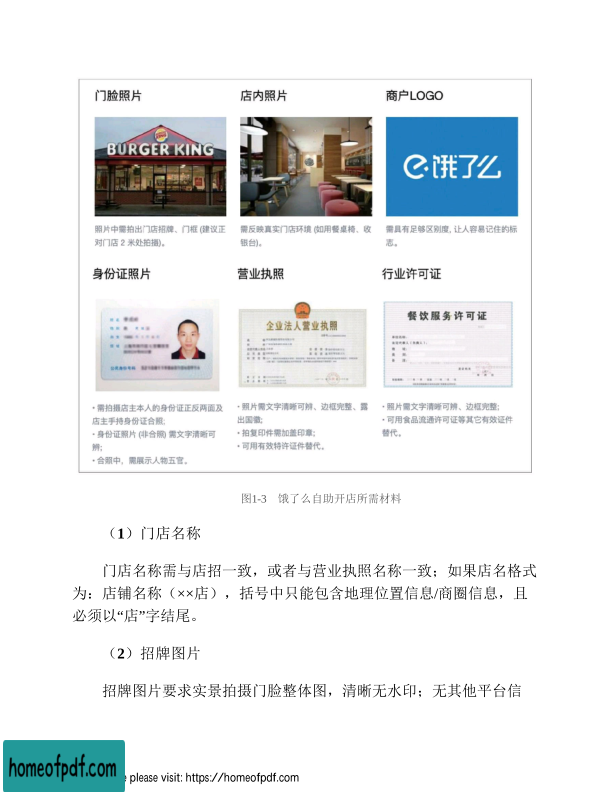 门脸照片
店内照片
商户LOGO
BURGER KING
e·饿了么
照片中需拍出门店招牌、门框 (建议正
对门店 2 米处拍摄)。
需反映真实门店环境 (如用餐桌椅、收
银台)。
需具有足够区别度, 让人容易记住的标
志。
身份证照片
营业执照
行业许可证
企业法人营业执照
餐饮服务许可证
• 需拍摄店主本人的身份证正反两面及
店主手持身份证合照;
• 身份证照片 (非合照) 需文字清晰可
辨;
• 合照中, 需展示人物五官。
• 照片需文字清晰可辨、边框完整、露
出国徽;
• 拍复印件需加盖印章;
• 可用有效特许证件替代。
• 照片需文字清晰可辨、边框完整;
• 可用食品流通许可证等其它有效证件
替代。
图1-3 饿了么自助开店所需材料
（1）门店名称
门店名称需与店招一致，或者与营业执照名称一致；如果店名格式
为：店铺名称（××店），括号中只能包含地理位置信息/商圈信息，且
必须以“店”字结尾。
（2）招牌图片
招牌图片要求实景拍摄门脸整体图，清晰无水印；无其他平台信
homeofpdf.com
please visit: https://homeofpdf.com